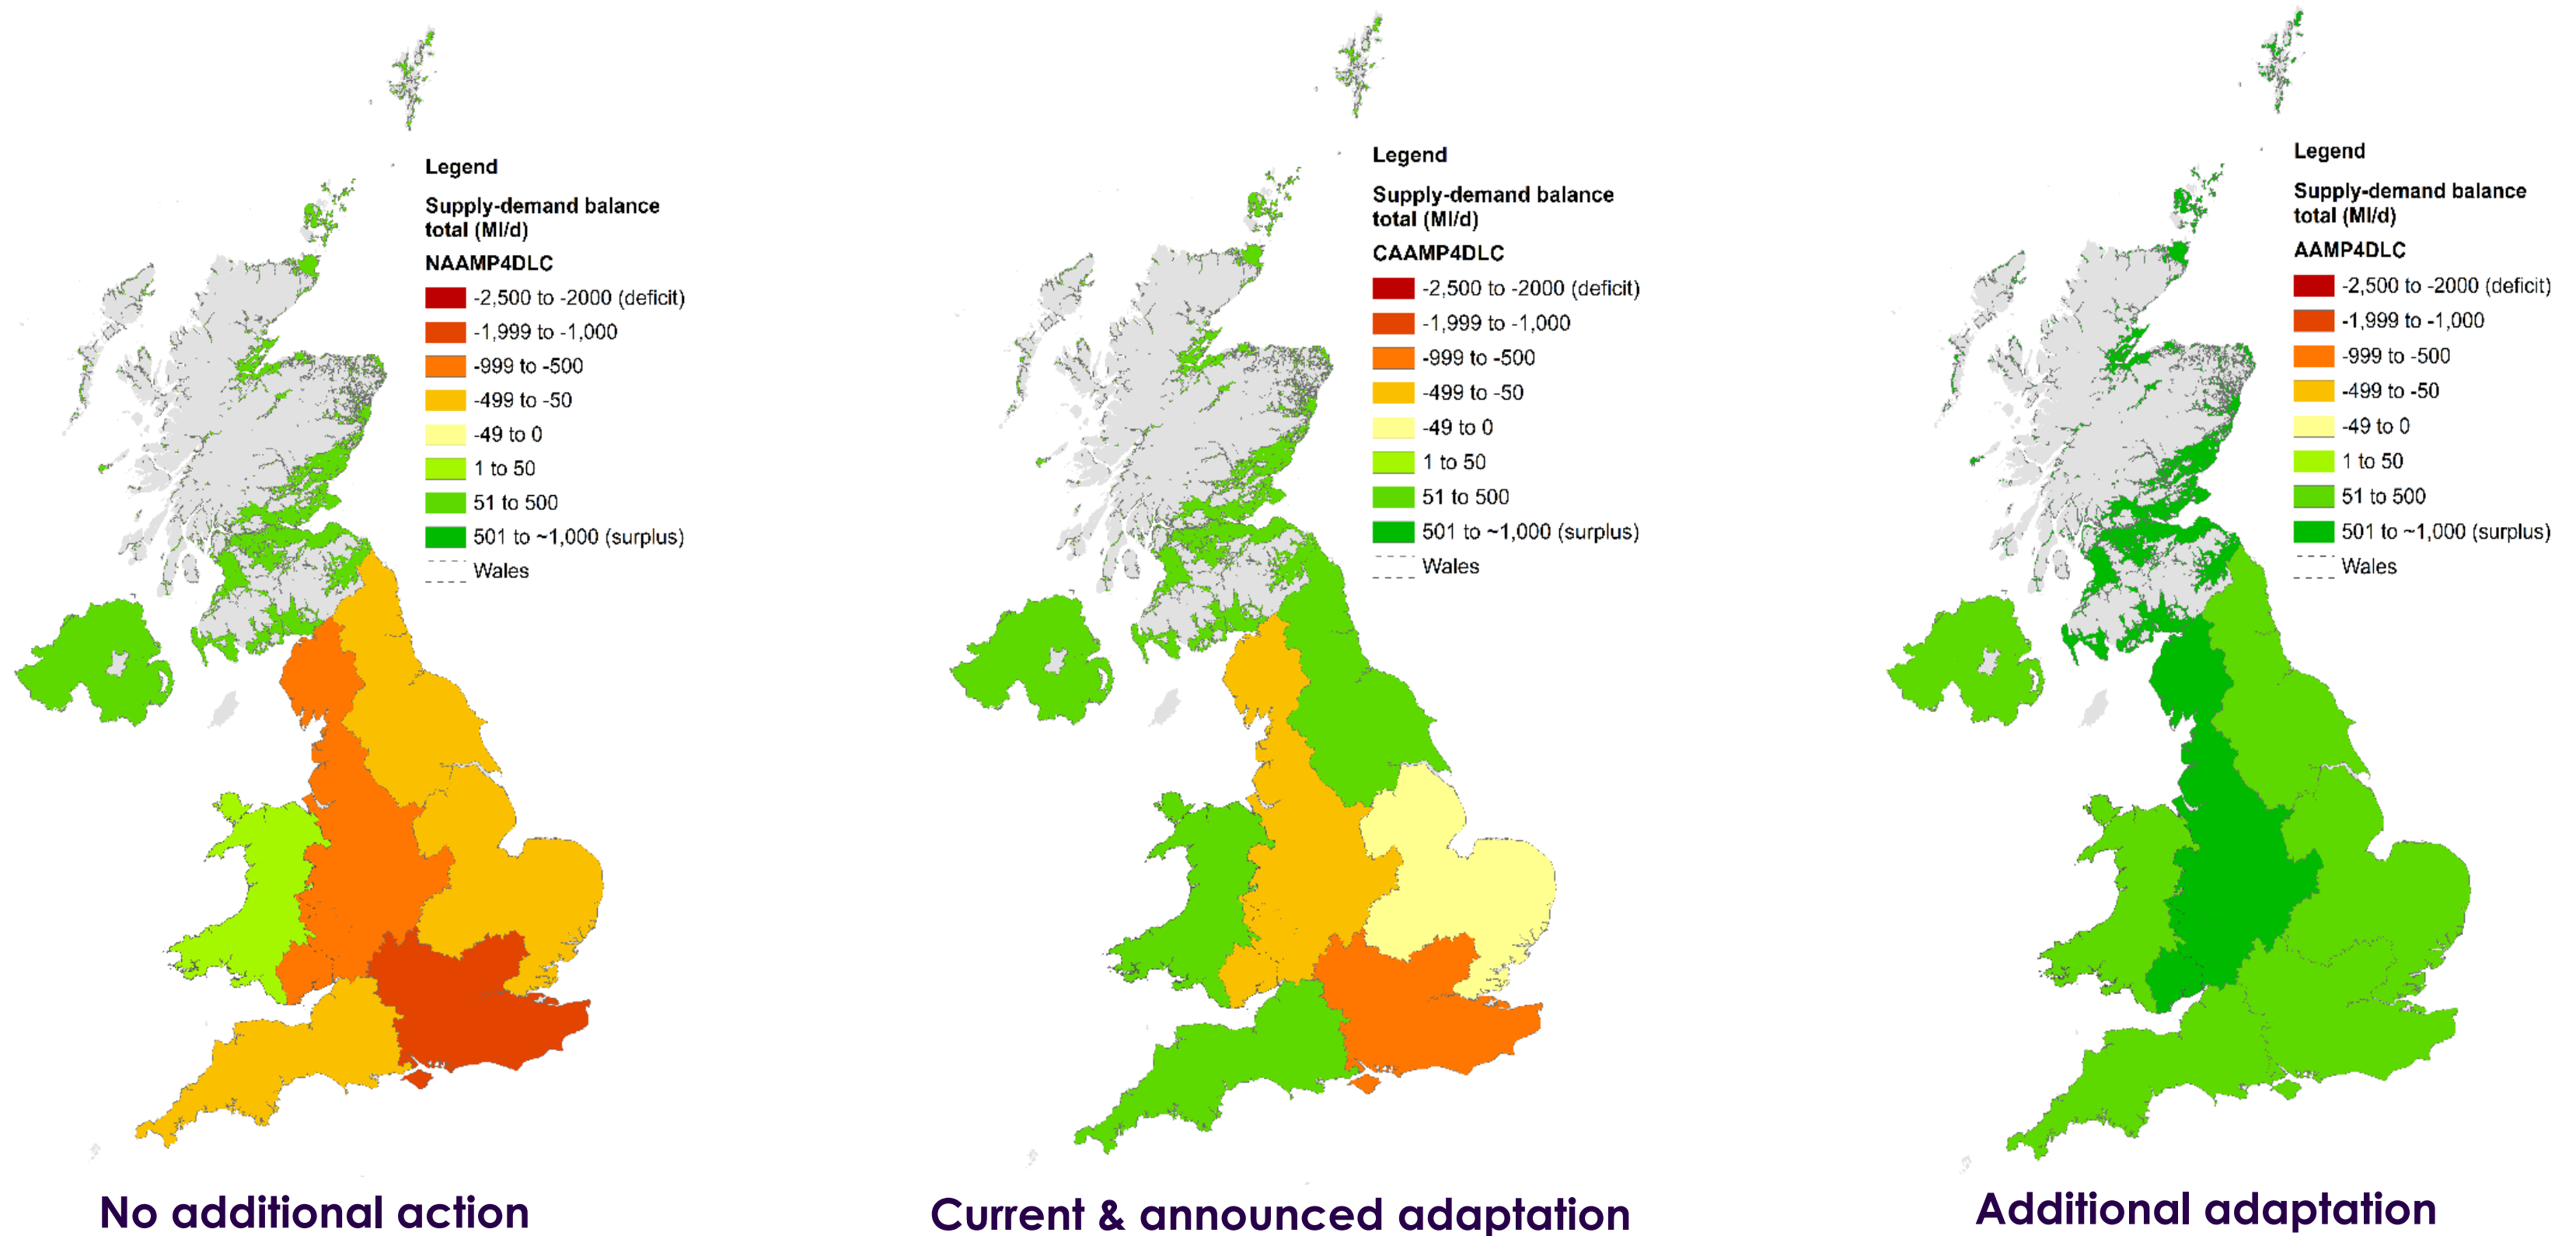 Legend
Supply-demand balance
total (Ml/d)
NAAMP4DLC
-2,500 to -2000 (deficit)
-1,999 to -1,000
-999 to -500
-499 to -50
-49 to 0
1 to 50
51 to 500
501 to ~1,000 (surplus)
Wales
No additional action
Legend
Supply-demand balance
total (Ml/d)
CAAMP4DLC
-2,500 to -2000 (deficit)
-1,999 to -1,000
-999 to -500
-499 to -50
-49 to 0
1 to 50
51 to 500
501 to ~1,000 (surplus)
Wales
Current & announced adaptation
Legend
Supply-demand balance
total (Ml/d)
AAMP4DLC
-2,500 to -2000 (deficit)
-1,999 to -1,000
-999 to -500
-499 to -50
-49 to 0
1 to 50
51 to 500
501 to ~1,000 (surplus)
Wales
Additional adaptation